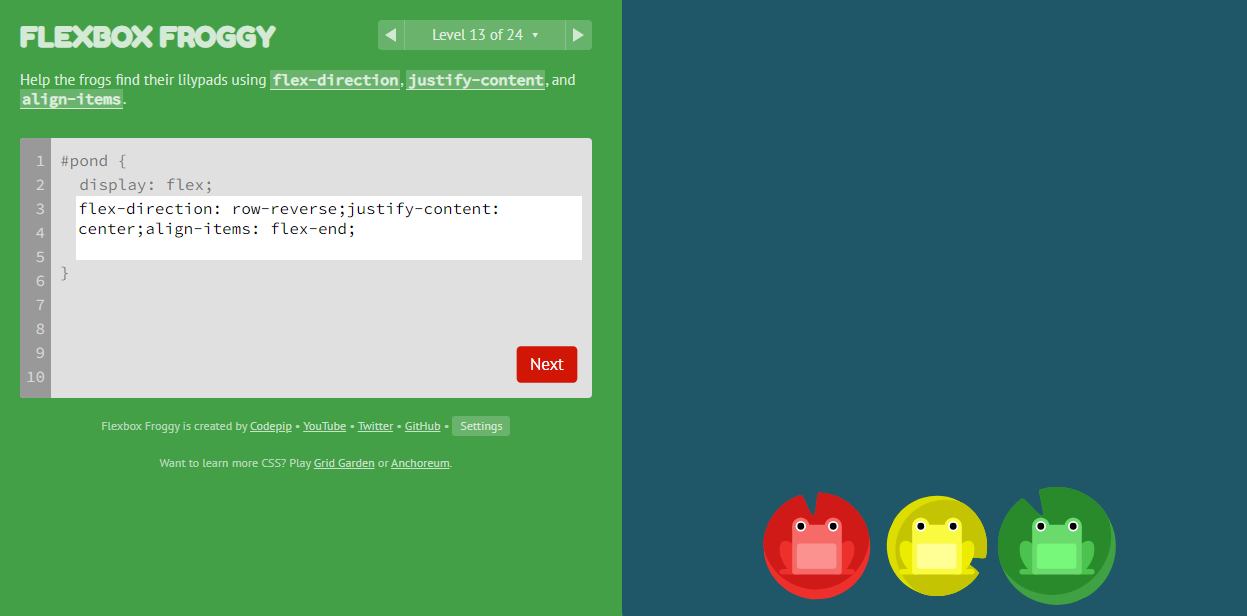 FLEXBOX FROGGY
Level 13 of 24 ▾
Help the frogs find their lilypads using flex-direction, justify-content, and
align-items.
1 #pond {
2 display: flex;
3 flex-direction: row-reverse;justify-content:
4 center;align-items: flex-end;
5
6 }
7
8
9
10
Next
Flexbox Froggy is created by Codepip • YouTube • Twitter • GitHub • Settings
Want to learn more CSS? Play Grid Garden or Anchoreum.